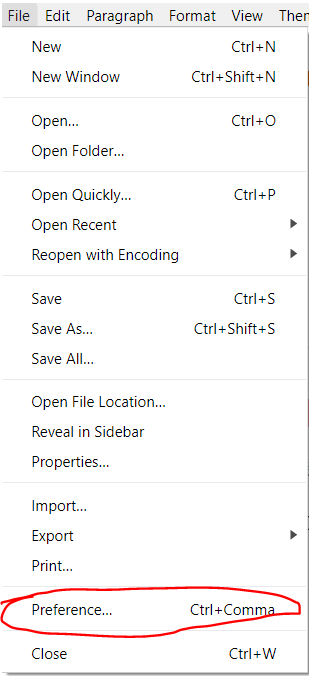 File Edit Paragraph Format View
New Ctrl+N
New Window Ctrl+Shift+N
Open... Ctrl+O
Open Folder...
Open Quickly... Ctrl+P
Open Recent
Reopen with Encoding
Save Ctrl+S
Save As... Ctrl+Shift+S
Save All...
Open File Location...
Reveal in Sidebar
Properties...
Import...
Export
Print...
Preference... Ctrl+Comma
Close Ctrl+W